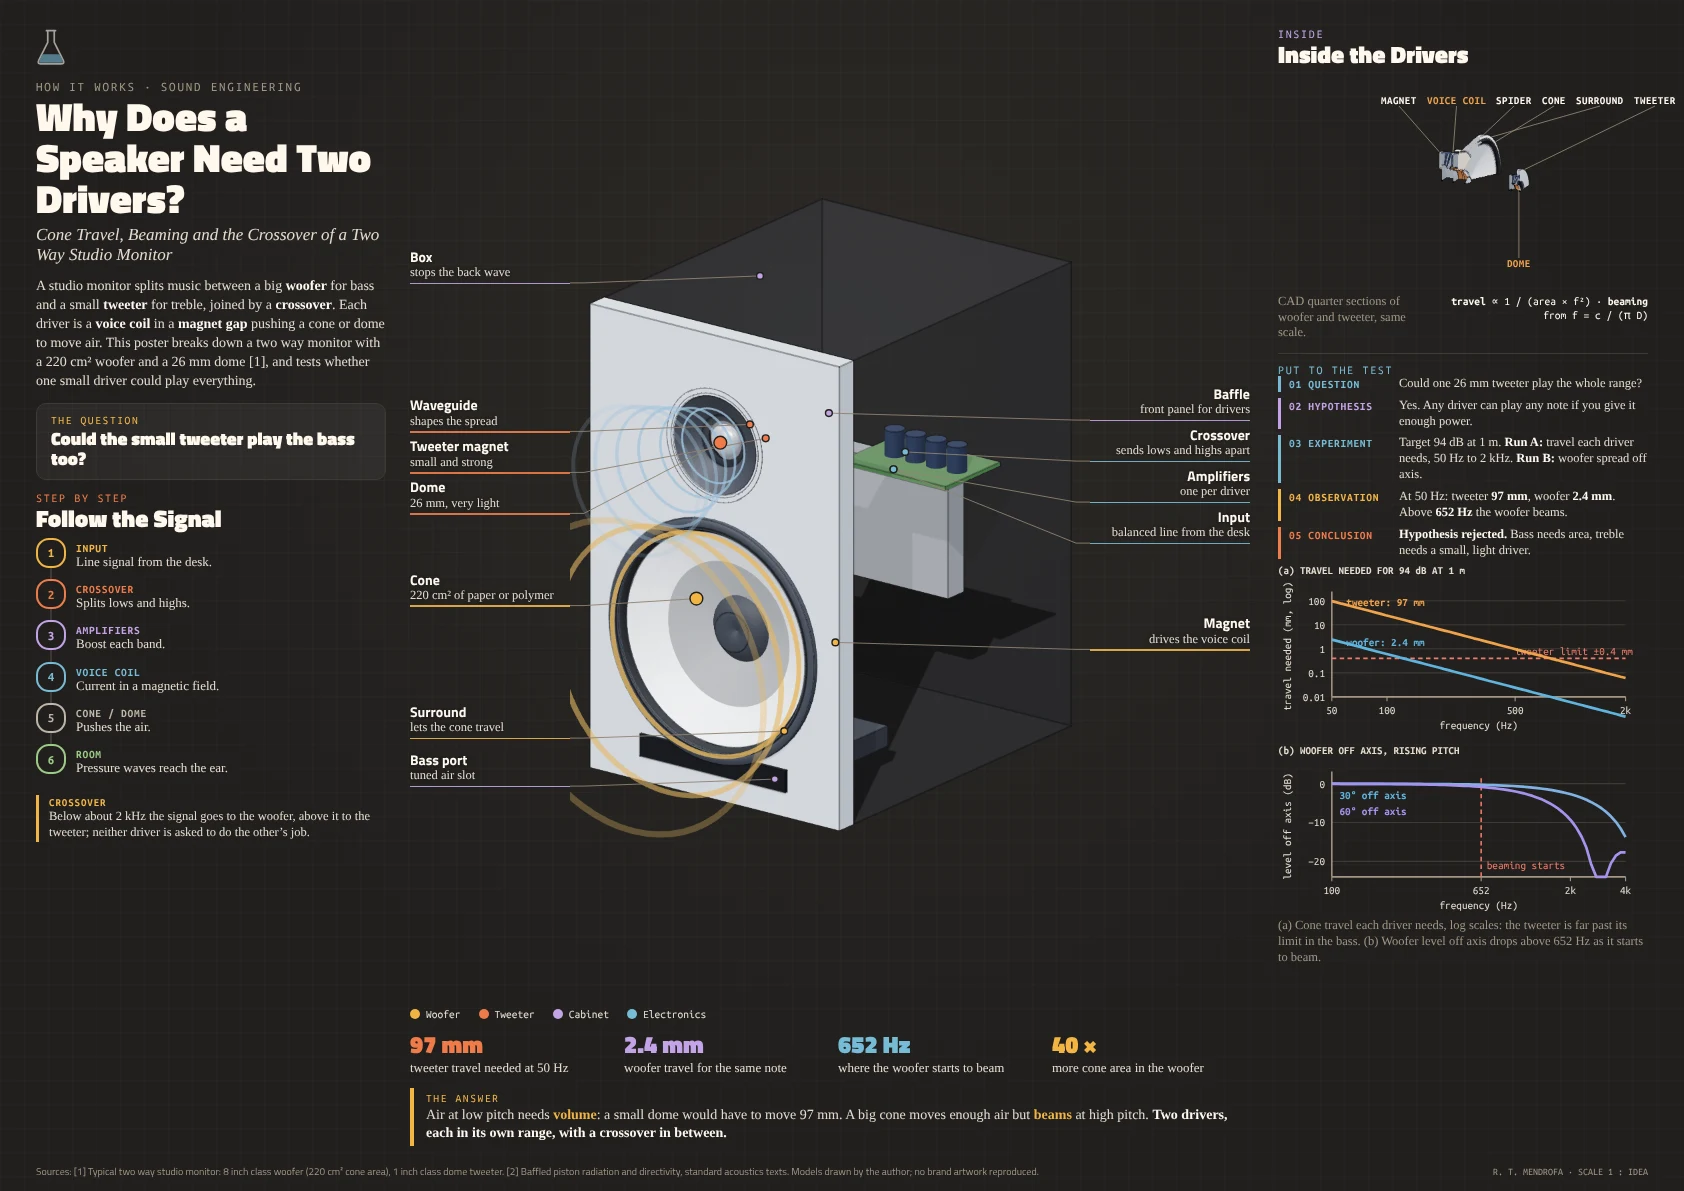 HOW IT WORKS · SOUND ENGINEERING
Why Does a
Speaker Need Two
Drivers?
Cone Travel, Beaming and the Crossover of a Two
Way Studio Monitor
A studio monitor splits music between a big woofer for bass
and a small tweeter for treble, joined by a crossover. Each
driver is a voice coil in a magnet gap pushing a cone or dome
to move air. This poster breaks down a two way monitor with
a 220 cm² woofer and a 26 mm dome [1], and tests whether
one small driver could play everything.
THE QUESTION
Could the small tweeter play the bass
too?
STEP BY STEP
Follow the Signal
1
INPUT
Line signal from the desk.
2
CROSSOVER
Splits lows and highs.
3
AMPLIFIERS
Boost each band.
4
VOICE COIL
Current in a magnetic field.
5
CONE / DOME
Pushes the air.
6
ROOM
Pressure waves reach the ear.
CROSSOVER
Below about 2 kHz the signal goes to the woofer, above it to the
tweeter; neither driver is asked to do the other’s job.
Box
stops the back wave
Waveguide
shapes the spread
Tweeter magnet
small and strong
Dome
26 mm, very light
Cone
220 cm² of paper or polymer
Surround
lets the cone travel
Bass port
tuned air slot
Baffle
front panel for drivers
Crossover
sends lows and highs apart
Amplifiers
one per driver
Input
balanced line from the desk
Magnet
drives the voice coil
Woofer Tweeter Cabinet Electronics
97 mm
tweeter travel needed at 50 Hz
2.4 mm
woofer travel for the same note
652 Hz
where the woofer starts to beam
40 ×
more cone area in the woofer
THE ANSWER
Air at low pitch needs volume: a small dome would have to move 97 mm. A big cone moves enough air but beams at high pitch. Two drivers,
each in its own range, with a crossover in between.
INSIDE
Inside the Drivers
MAGNET VOICE COIL SPIDER CONE SURROUND TWEETER
DOME
CAD quarter sections of
woofer and tweeter, same
scale.
travel ∝ 1 / (area × f²) · beaming
from f = c / (π D)
PUT TO THE TEST
01 QUESTION
Could one 26 mm tweeter play the whole range?
02 HYPOTHESIS
Yes. Any driver can play any note if you give it
enough power.
03 EXPERIMENT
Target 94 dB at 1 m. Run A: travel each driver
needs, 50 Hz to 2 kHz. Run B: woofer spread off
axis.
04 OBSERVATION
At 50 Hz: tweeter 97 mm, woofer 2.4 mm.
Above 652 Hz the woofer beams.
05 CONCLUSION
Hypothesis rejected. Bass needs area, treble
needs a small, light driver.
(a) TRAVEL NEEDED FOR 94 dB AT 1 m
travel needed (mm, log)
100
10
1
0.1
0.01
tweeter: 97 mm
woofer: 2.4 mm
tweeter limit ±0.4 mm
50 100 500 2k
frequency (Hz)
(b) WOOFER OFF AXIS, RISING PITCH
level off axis (dB)
0
−10
−20
30° off axis
60° off axis
beaming starts
100 652 2k 4k
frequency (Hz)
(a) Cone travel each driver needs, log scales: the tweeter is far past its
limit in the bass. (b) Woofer level off axis drops above 652 Hz as it starts
to beam.
Sources: [1] Typical two way studio monitor: 8 inch class woofer (220 cm² cone area), 1 inch class dome tweeter. [2] Baffled piston radiation and directivity, standard acoustics texts. Models drawn by the author; no brand artwork reproduced.
R. T. MENDROFA · SCALE 1 : IDEA